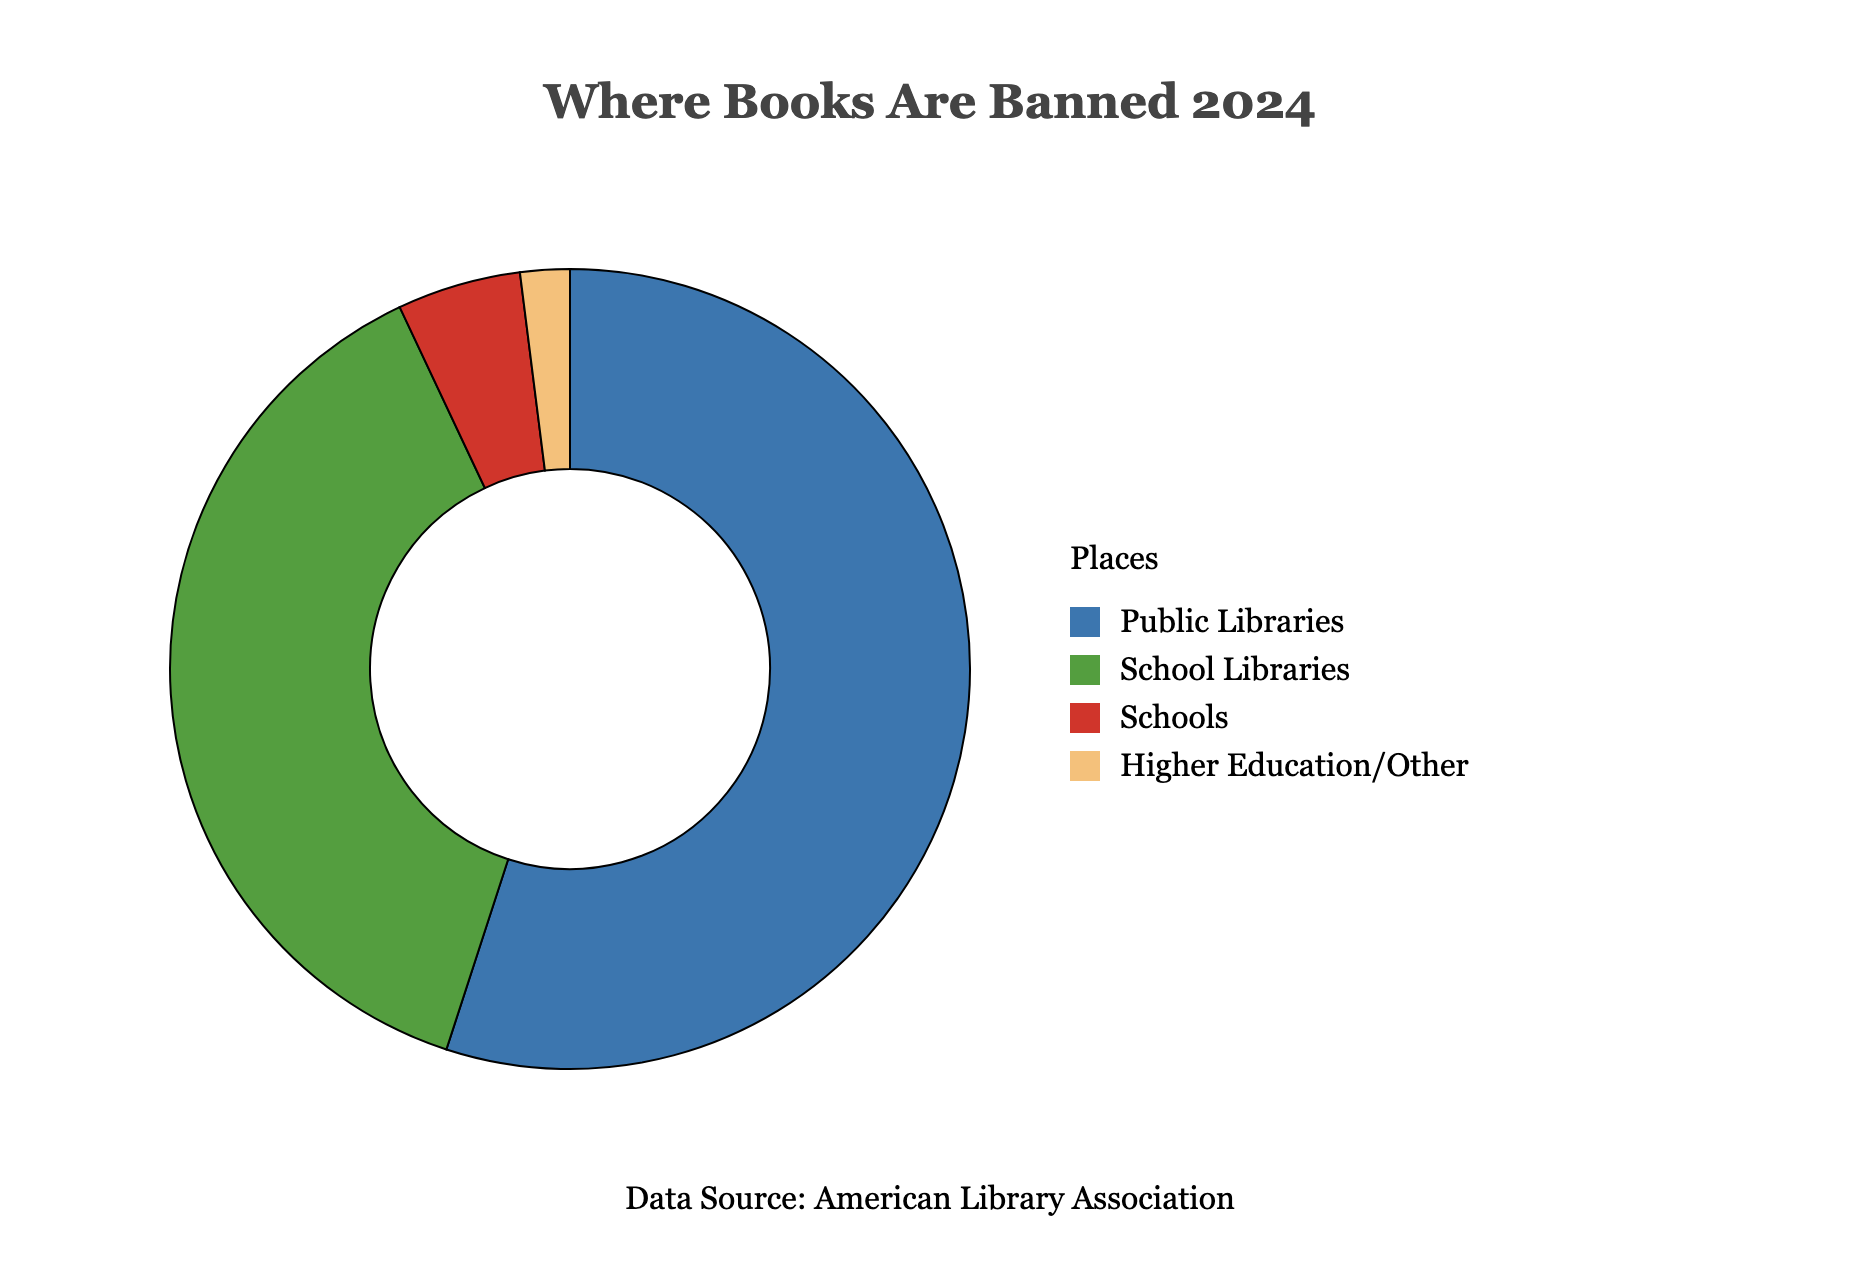 Where Books Are Banned 2024
Places
Public Libraries
School Libraries
Schools
Higher Education/Other
Data Source: American Library Association